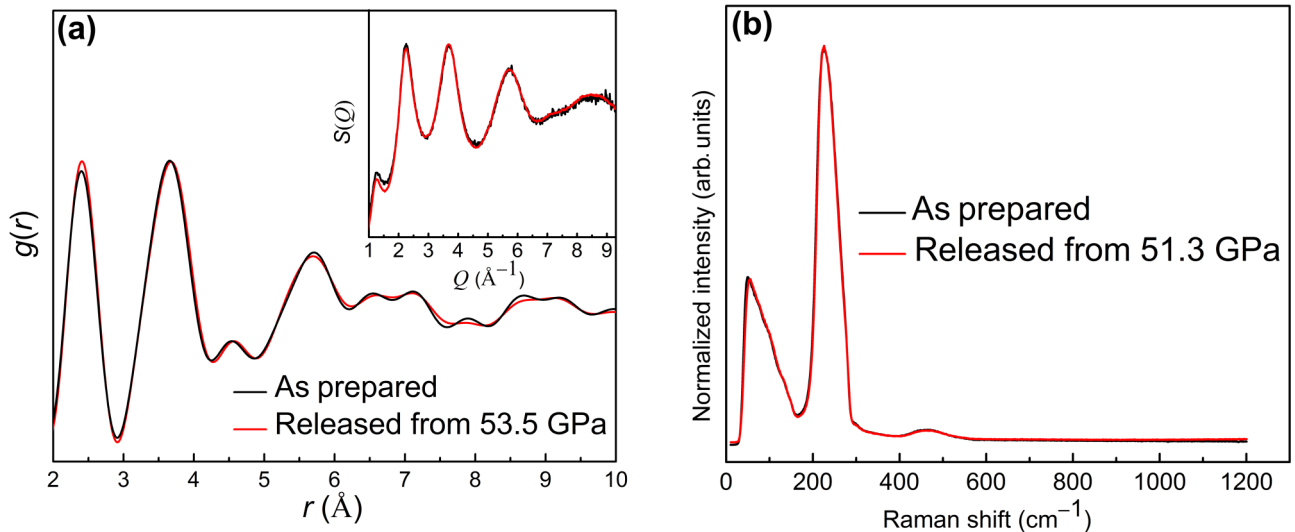 (a)
g(r)
S(Q)
1 2 3 4 5 6 7 8 9
Q (Å⁻¹)
As prepared
Released from 53.5 GPa
2 3 4 5 6 7 8 9 10
r (Å)
(b)
Normalized intensity (arb. units)
As prepared
Released from 51.3 GPa
0 200 400 600 800 1000 1200
Raman shift (cm⁻¹)